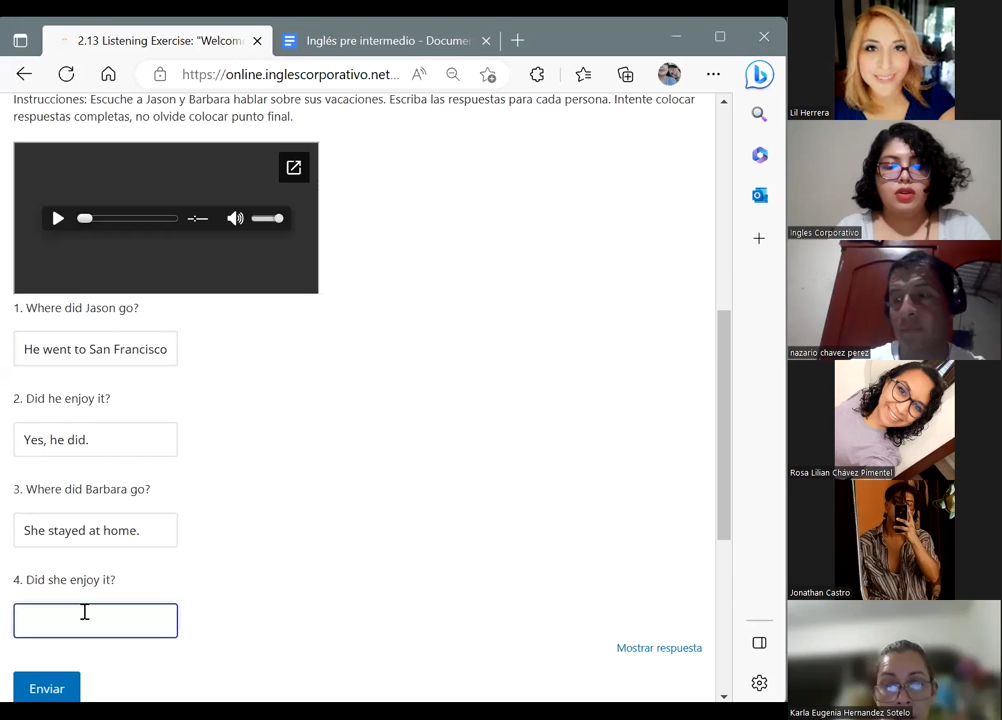 2.13 Listening Exercise: "Welcom
Inglés pre intermedio - Docume
https://online.inglescorporativo.net...
Instrucciones: Escuche a Jason y Barbara hablar sobre sus vacaciones. Escriba las respuestas para cada persona. Intente colocar
respuestas completas, no olvide colocar punto final.
1. Where did Jason go?
He went to San Francisco
2. Did he enjoy it?
Yes, he did.
3. Where did Barbara go?
She stayed at home.
4. Did she enjoy it?
Mostrar respuesta
Enviar
Lil Herrera
Ingles Corporativo
nazario chavez perez
Rosa Lilian Chávez Pimentel
Jonathan Castro
Karla Eugenia Hernandez Sotelo